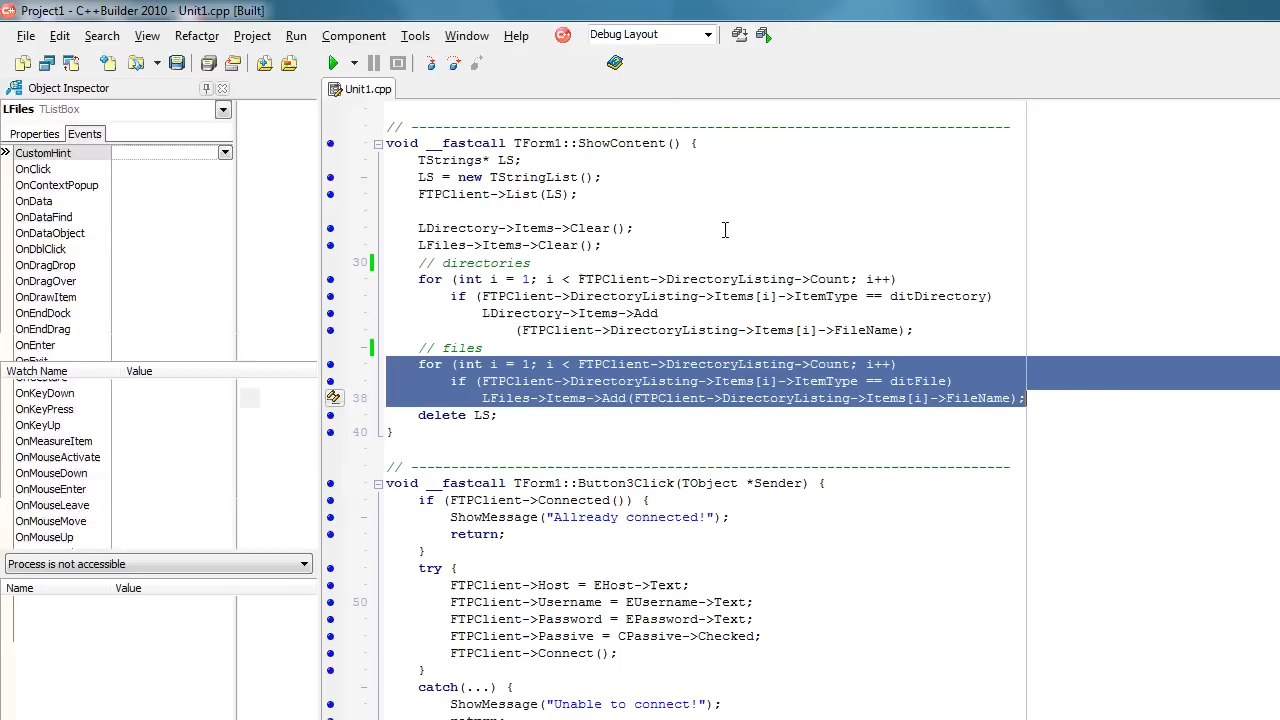 Project1 - C++Builder 2010 - Unit1.cpp [Built]
File Edit Search View Refactor Project Run Component Tools Window Help Debug Layout
Object Inspector
LFiles TListBox
Properties Events
CustomHint
OnClick
OnContextPopup
OnData
OnDataFind
OnDataObject
OnDblClick
OnDragDrop
OnDragOver
OnDrawItem
OnEndDock
OnEndDrag
OnEnter
OnExit
Watch Name Value
OnKeyDown
OnKeyPress
OnKeyUp
OnMeasureItem
OnMouseActivate
OnMouseDown
OnMouseEnter
OnMouseLeave
OnMouseMove
OnMouseUp
Process is not accessible
Name Value
Unit1.cpp
// ---------------------------------------------------------------------------
void __fastcall TForm1::ShowContent() {
TStrings* LS;
LS = new TStringList();
FTPClient->List(LS);
LDirectory->Items->Clear();
LFiles->Items->Clear();
30 // directories
for (int i = 1; i < FTPClient->DirectoryListing->Count; i++)
if (FTPClient->DirectoryListing->Items[i]->ItemType == ditDirectory)
LDirectory->Items->Add
(FTPClient->DirectoryListing->Items[i]->FileName);
// files
for (int i = 1; i < FTPClient->DirectoryListing->Count; i++)
if (FTPClient->DirectoryListing->Items[i]->ItemType == ditFile)
38 LFiles->Items->Add(FTPClient->DirectoryListing->Items[i]->FileName);
delete LS;
40 }
// ---------------------------------------------------------------------------
void __fastcall TForm1::Button3Click(TObject *Sender) {
if (FTPClient->Connected()) {
ShowMessage("Allready connected!");
return;
}
try {
FTPClient->Host = EHost->Text;
50 FTPClient->Username = EUsername->Text;
FTPClient->Password = EPassword->Text;
FTPClient->Passive = CPassive->Checked;
FTPClient->Connect();
}
catch(...) {
ShowMessage("Unable to connect!");